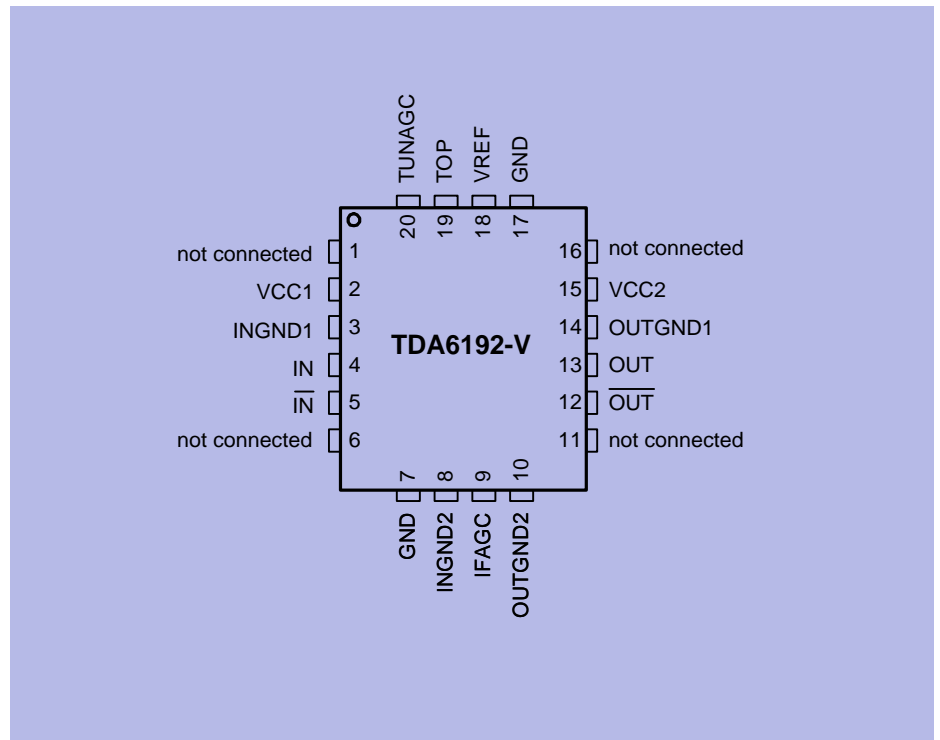 TUNAGC
TOP
VREF
GND
20
19
18
17
not connected 1
VCC1 2
INGND1 3
IN 4
I̅N̅ 5
not connected 6
TDA6192-V
16 not connected
15 VCC2
14 OUTGND1
13 OUT
12 O̅U̅T̅
11 not connected
7
8
9
10
GND
INGND2
IFAGC
OUTGND2